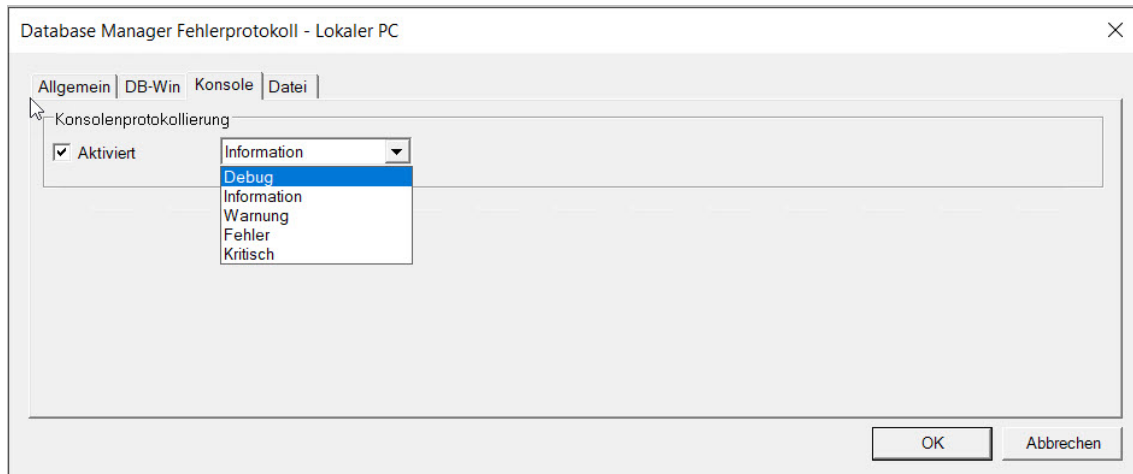 Database Manager Fehlerprotokoll - Lokaler PC
Allgemein DB-Win Konsole Datei
Konsolenprotokollierung
Aktiviert Information
Debug
Information
Warnung
Fehler
Kritisch
OK Abbrechen